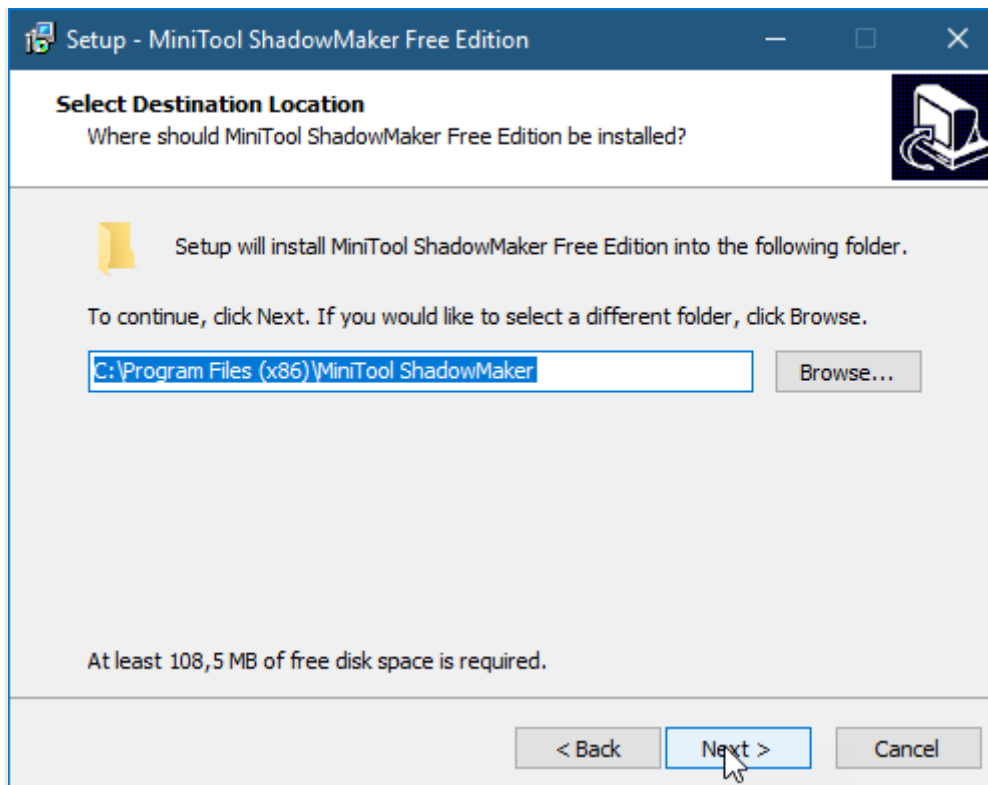 Setup - MiniTool ShadowMaker Free Edition
Select Destination Location
Where should MiniTool ShadowMaker Free Edition be installed?
Setup will install MiniTool ShadowMaker Free Edition into the following folder.
To continue, click Next. If you would like to select a different folder, click Browse.
C:\Program Files (x86)\MiniTool ShadowMaker
Browse...
At least 108,5 MB of free disk space is required.
< Back
Next >
Cancel